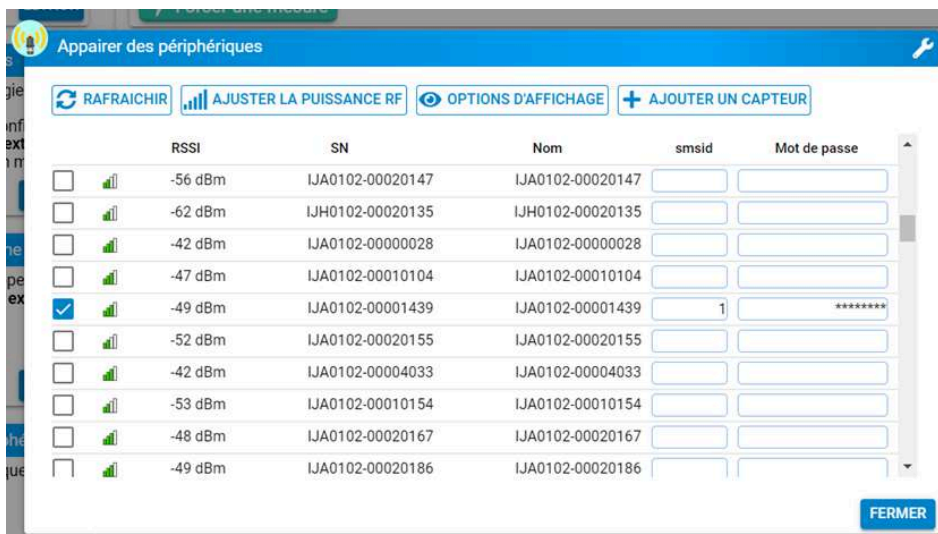 Forcer une mesure
Appairer des périphériques
RAFRAICHIR AJUSTER LA PUISSANCE RF OPTIONS D'AFFICHAGE AJOUTER UN CAPTEUR
RSSI SN Nom smsid Mot de passe
-56 dBm IJA0102-00020147 IJA0102-00020147
-62 dBm IJH0102-00020135 IJH0102-00020135
-42 dBm IJA0102-00000028 IJA0102-00000028
-47 dBm IJA0102-00010104 IJA0102-00010104
-49 dBm IJA0102-00001439 IJA0102-00001439 1 ********
-52 dBm IJA0102-00020155 IJA0102-00020155
-42 dBm IJA0102-00004033 IJA0102-00004033
-53 dBm IJA0102-00010154 IJA0102-00010154
-48 dBm IJA0102-00020167 IJA0102-00020167
-49 dBm IJA0102-00020186 IJA0102-00020186
FERMER